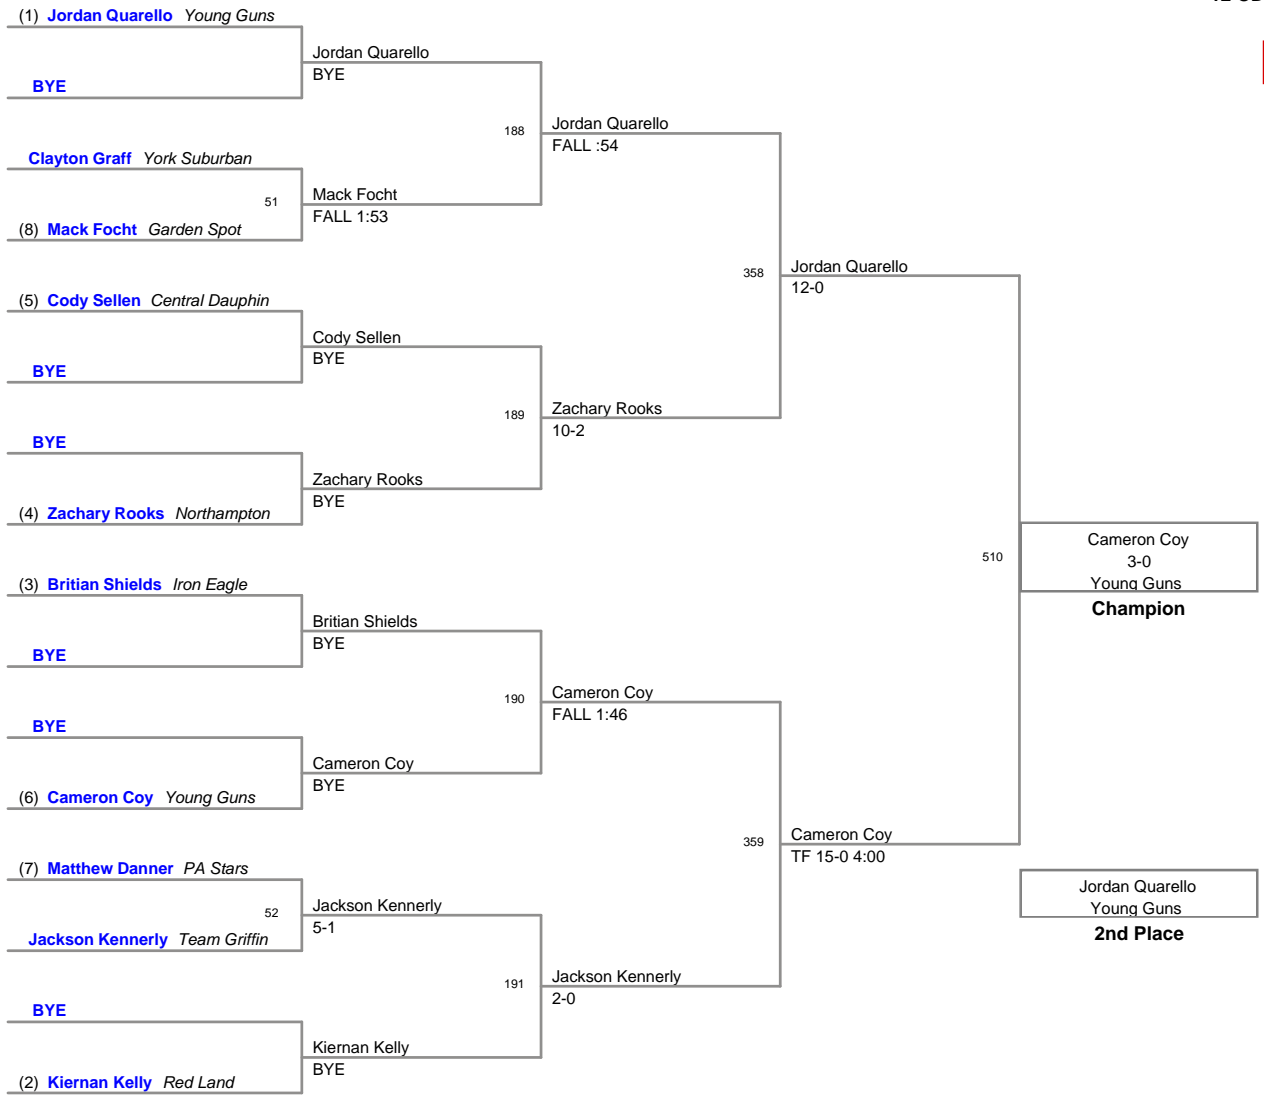 (1) Jordan Quarello Young Guns
Jordan Quarello
BYE
BYE
188
Jordan Quarello
FALL :54
Clayton Graff York Suburban
51
Mack Focht
FALL 1:53
(8) Mack Focht Garden Spot
358
Jordan Quarello
12-0
(5) Cody Sellen Central Dauphin
Cody Sellen
BYE
BYE
189
Zachary Rooks
10-2
BYE
Zachary Rooks
BYE
(4) Zachary Rooks Northampton
510
Cameron Coy
3-0
Young Guns
Champion
(3) Britian Shields Iron Eagle
Britian Shields
BYE
BYE
190
Cameron Coy
FALL 1:46
BYE
Cameron Coy
BYE
(6) Cameron Coy Young Guns
359
Cameron Coy
TF 15-0 4:00
(7) Matthew Danner PA Stars
52
Jackson Kennerly
5-1
Jackson Kennerly Team Griffin
Jordan Quarello
Young Guns
2nd Place
191
Jackson Kennerly
2-0
BYE
Kiernan Kelly
BYE
(2) Kiernan Kelly Red Land